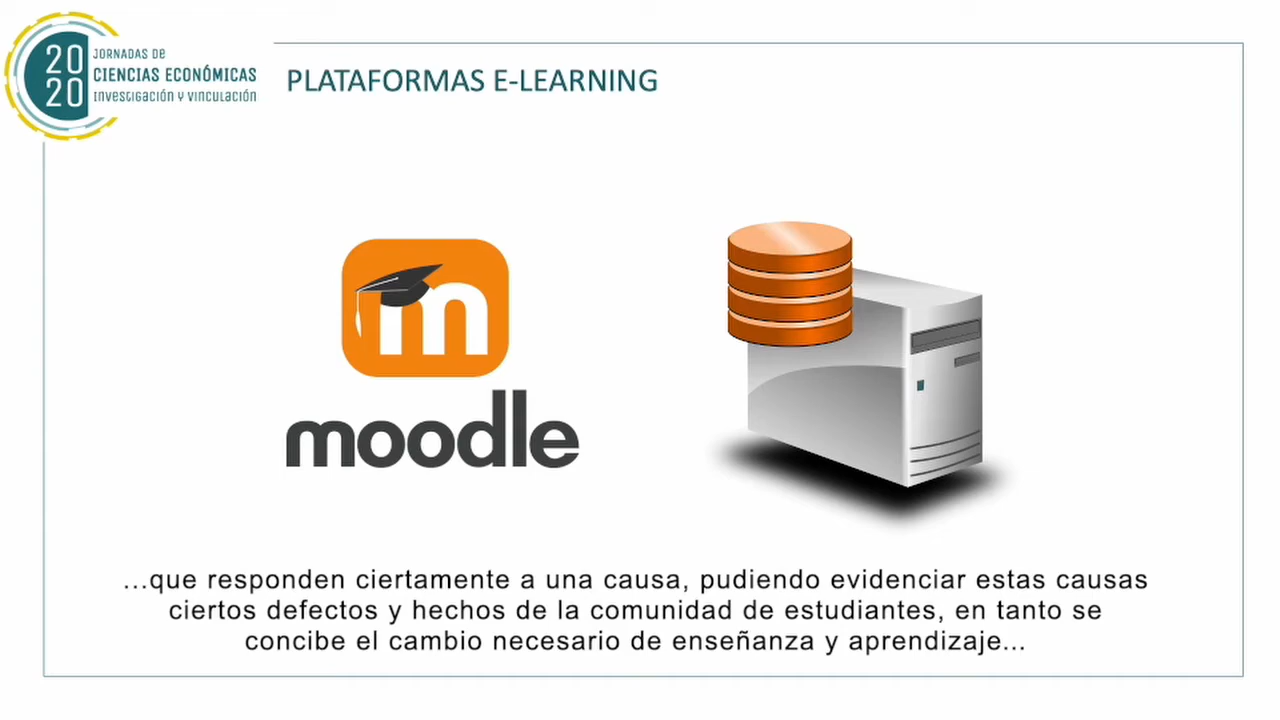 20
20
JORNADAS DE
CIENCIAS ECONÓMICAS
INVESTIGACIÓN Y VINCULACIÓN
PLATAFORMAS E-LEARNING
m
moodle
...que responden ciertamente a una causa, pudiendo evidenciar estas causas
ciertos defectos y hechos de la comunidad de estudiantes, en tanto se
concibe el cambio necesario de enseñanza y aprendizaje...